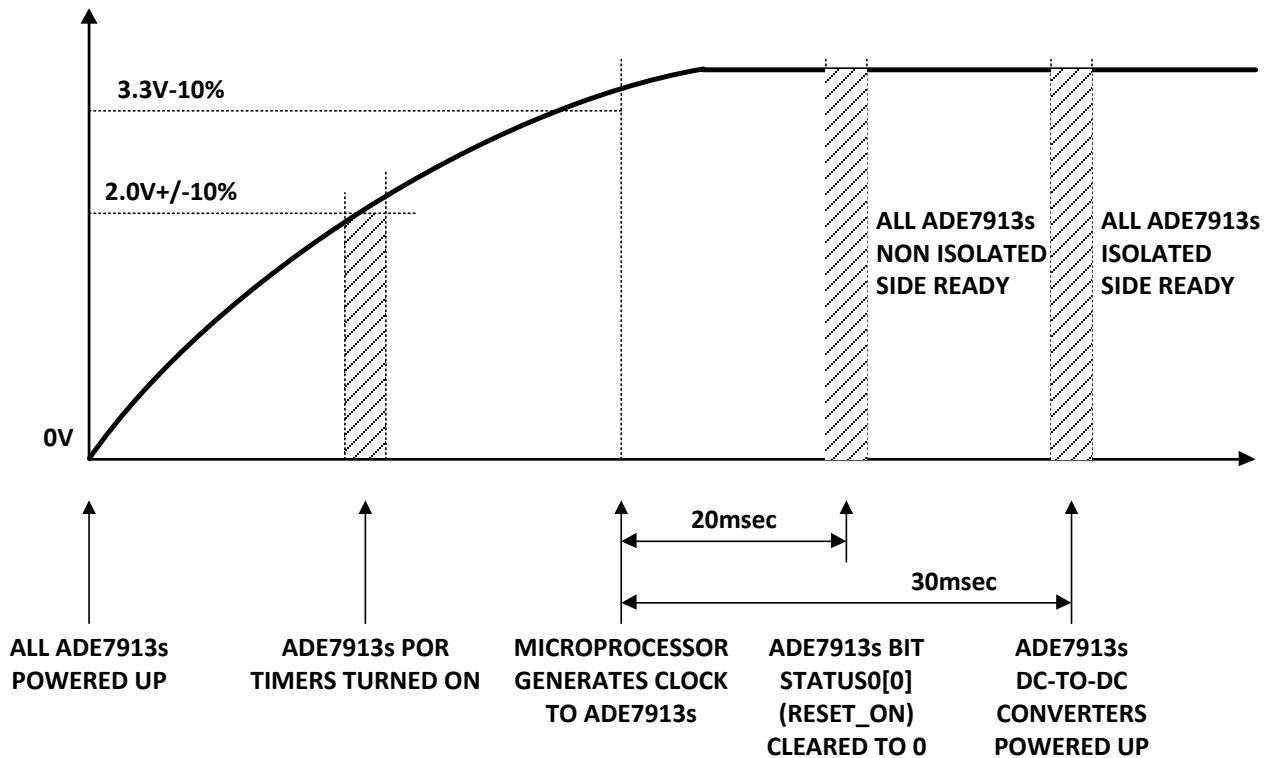 3.3V-10%
2.0V+/-10%
ALL ADE7913s
NON ISOLATED
SIDE READY
ALL ADE7913s
ISOLATED
SIDE READY
0V
20msec
30msec
ALL ADE7913s
POWERED UP
ADE7913s POR
TIMERS TURNED ON
MICROPROCESSOR
GENERATES CLOCK
TO ADE7913s
ADE7913s BIT
STATUS0[0]
(RESET_ON)
CLEARED TO 0
ADE7913s
DC-TO-DC
CONVERTERS
POWERED UP